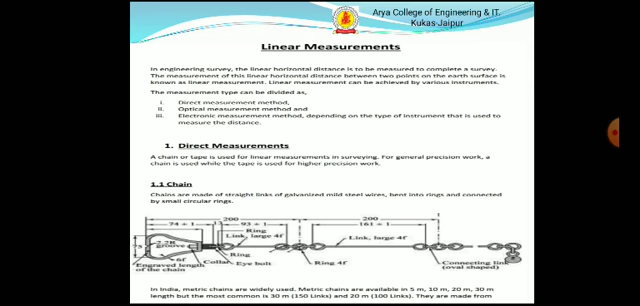 Arya College of Engineering & IT.
Kukas Jaipur
Linear Measurements
In engineering survey, the linear horizontal distance is to be measured to complete a survey.
The measurement of this linear horizontal distance between two points on the earth surface is
known as linear measurement. Linear measurement can be achieved by various instruments.
The measurement type can be divided as,
i. Direct measurement method,
ii. Optical measurement method and
iii. Electronic measurement method, depending on the type of instrument that is used to
measure the distance.
1. Direct Measurements
A chain or tape is used for linear measurements in surveying. For general precision work, a
chain is used while the tape is used for higher precision work.
1.1 Chain
Chains are made of straight links of galvanized mild steel wires, bent into rings and connected
by small circular rings.
200 200
74 ÷ 1 93 ÷ 1 161 ÷ 1
Ring
Link, large 4f Link, large 4f
2.2R
groove
6f
Ring
Collar Eye bolt Ring 4f
Engraved length
of the chain
Connecting link
(oval shaped)
In India, metric chains are widely used. Metric chains are available in 5 m, 10 m, 20 m, 30 m
length but the most common is 30 m (150 Links) and 20 m (100 Links). They are made from